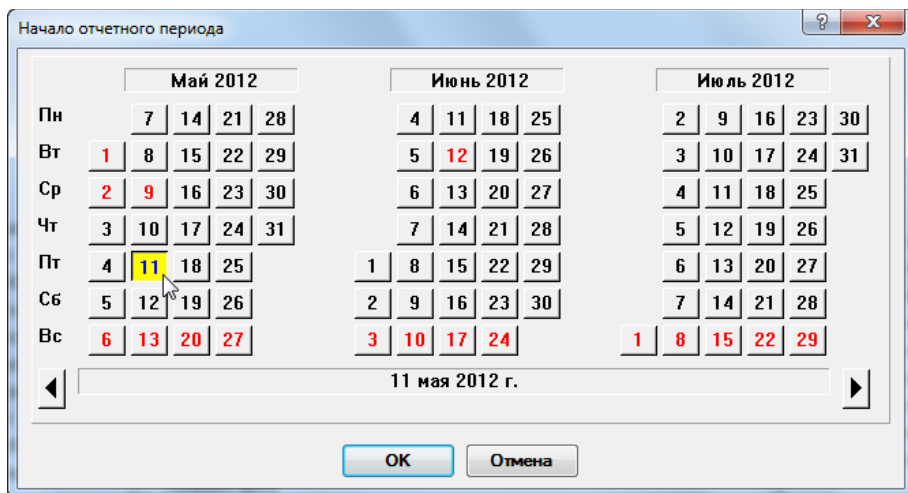 Начало отчетного периода
Май 2012 Июнь 2012 Июль 2012
Пн 7 14 21 28 4 11 18 25 2 9 16 23 30
Вт 1 8 15 22 29 5 12 19 26 3 10 17 24 31
Ср 2 9 16 23 30 6 13 20 27 4 11 18 25
Чт 3 10 17 24 31 7 14 21 28 5 12 19 26
Пт 4 11 18 25 1 8 15 22 29 6 13 20 27
Сб 5 12 19 26 2 9 16 23 30 7 14 21 28
Вс 6 13 20 27 3 10 17 24 1 8 15 22 29
11 мая 2012 г.
OK Отмена